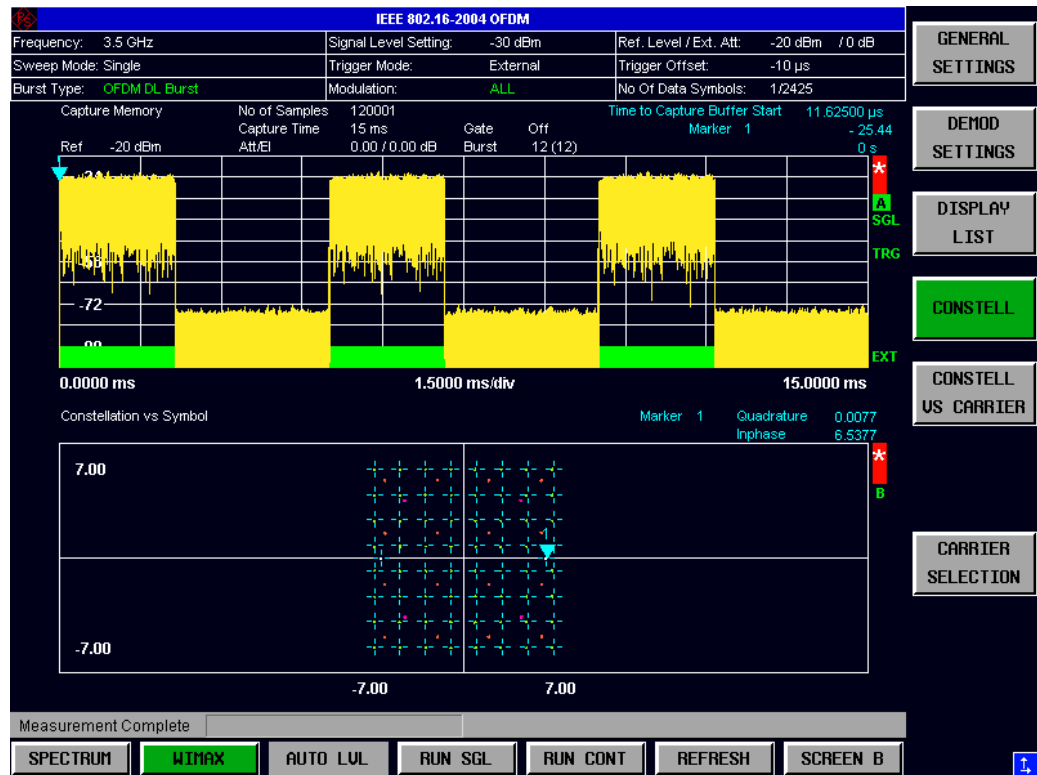 IEEE 802.16-2004 OFDM
Frequency: 3.5 GHz Signal Level Setting: -30 dBm Ref. Level / Ext. Att: -20 dBm / 0 dB
Sweep Mode: Single Trigger Mode: External Trigger Offset: -10 µs
Burst Type: OFDM DL Burst Modulation: ALL No Of Data Symbols: 1/2425
Capture Memory No of Samples 120001 Time to Capture Buffer Start 11.62500 µs
Capture Time 15 ms Gate Off Marker 1 - 25.44
Ref -20 dBm Att/El 0.00 / 0.00 dB Burst 12 (12) 0 s
*
A
SGL
TRG
-72
EXT
0.0000 ms 1.5000 ms/div 15.0000 ms
Constellation vs Symbol Marker 1 Quadrature 0.0077
Inphase 6.5377
*
7.00
B
1
-7.00
-7.00 7.00
Measurement Complete
SPECTRUM WIMAX AUTO LVL RUN SGL RUN CONT REFRESH SCREEN B
GENERAL
SETTINGS
DEMOD
SETTINGS
DISPLAY
LIST
CONSTELL
CONSTELL
VS CARRIER
CARRIER
SELECTION